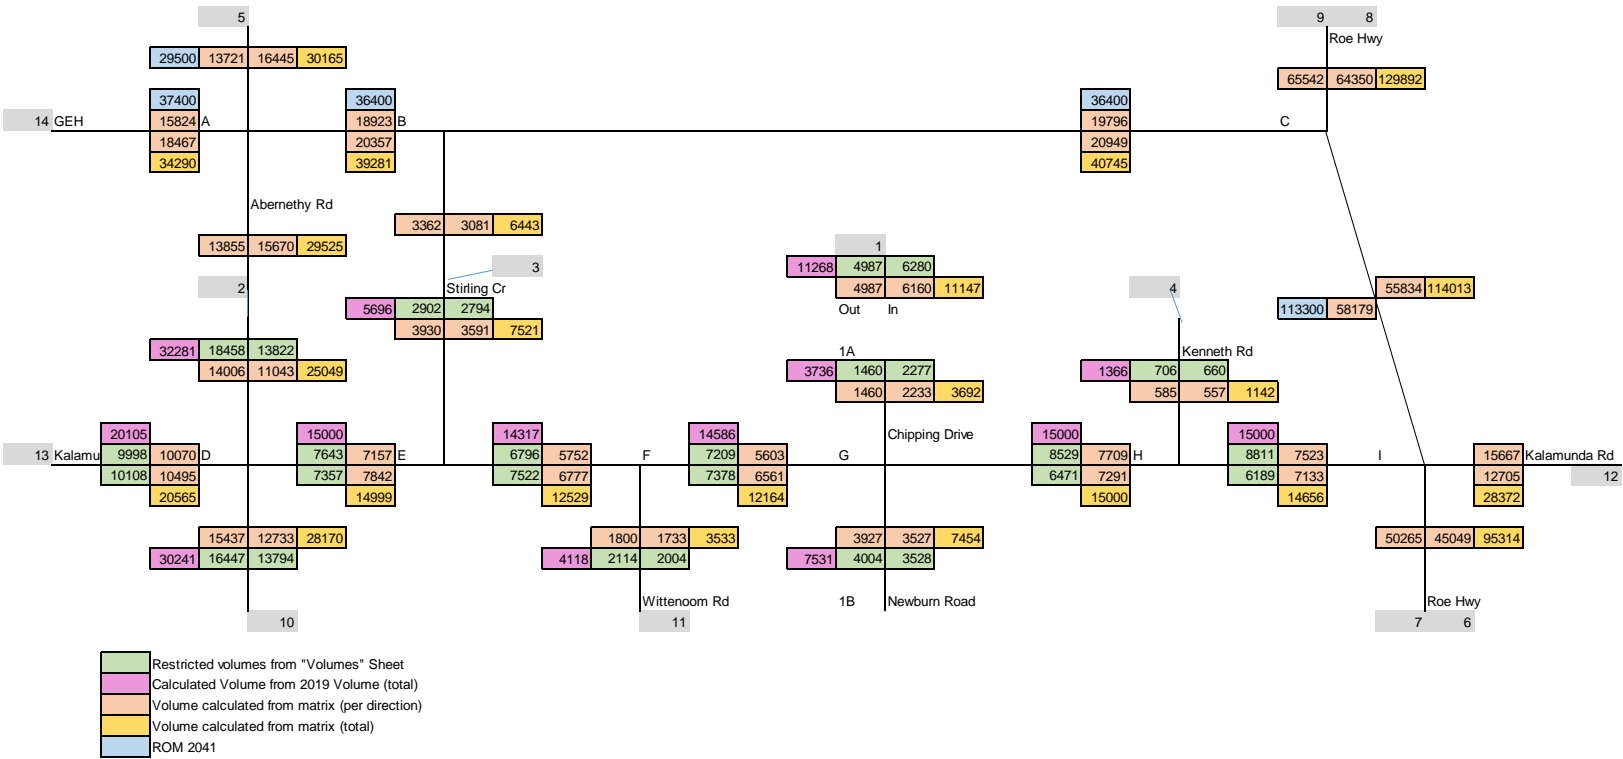 5 9 8
Roe Hwy
29500 13721 16445 30165
65542 64350 129892
37400 36400 36400
14 GEH 15824 A 18923 B 19796 C
18467 20357 20949
34290 39281 40745
Abernethy Rd
3362 3081 6443
13855 15670 29525 1
3 11268 4987 6280
2 Stirling Cr 4987 6160 11147 4 55834 114013
5696 2902 2794 Out In 113300 58179
3930 3591 7521
32281 18458 13822 1A Kenneth Rd
14006 11043 25049 3736 1460 2277 1366 706 660
1460 2233 3692 585 557 1142
20105 15000 14317 14586 Chipping Drive 15000 15000
13 Kalamu 9998 10070 D 7643 7157 E 6796 5752 F 7209 5603 G 8529 7709 H 8811 7523 I 15667 Kalamunda Rd
10108 10495 7357 7842 7522 6777 7378 6561 6471 7291 6189 7133 12705 12
20565 14999 12529 12164 15000 14656 28372
15437 12733 28170 1800 1733 3533 3927 3527 7454 50265 45049 95314
30241 16447 13794 4118 2114 2004 7531 4004 3528
Wittenoom Rd 1B Newburn Road Roe Hwy
10 11 7 6
Restricted volumes from "Volumes" Sheet
Calculated Volume from 2019 Volume (total)
Volume calculated from matrix (per direction)
Volume calculated from matrix (total)
ROM 2041